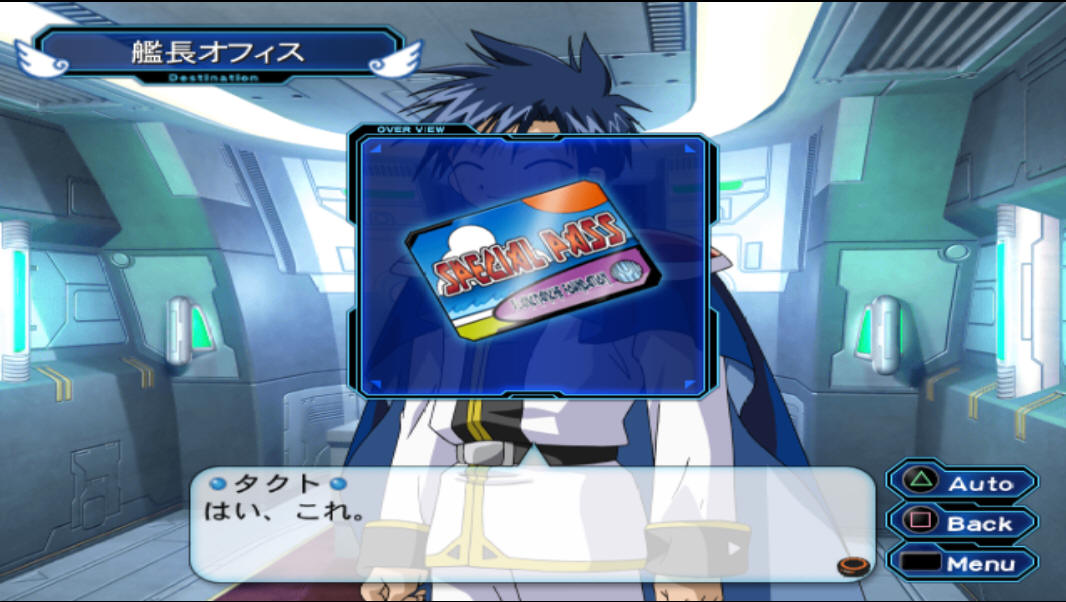 艦長オフィス
Destination
OVER VIEW
SPECIAL PASS
タクト
はい、これ。
Auto
Back
Menu